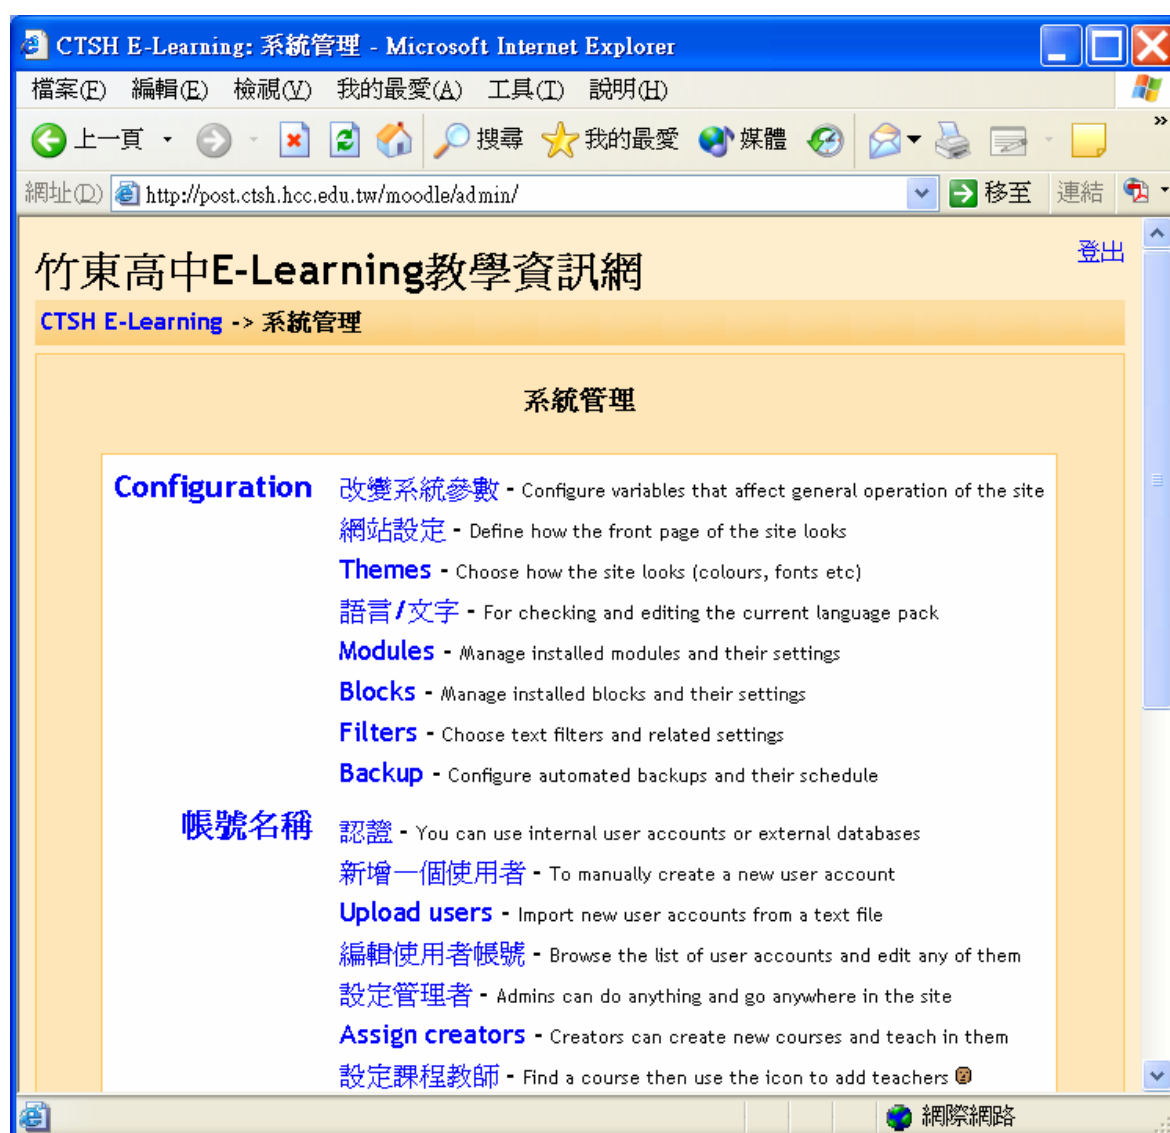 CTSH E-Learning: 系統管理 - Microsoft Internet Explorer
檔案(F) 編輯(E) 檢視(V) 我的最愛(A) 工具(T) 說明(H)
上一頁 搜尋 我的最愛 媒體 »
網址(D) http://post.ctsh.hcc.edu.tw/moodle/admin/ 移至 連結
登出
竹東高中E-Learning教學資訊網
CTSH E-Learning -> 系統管理
系統管理
Configuration 改變系統參數 - Configure variables that affect general operation of the site
網站設定 - Define how the front page of the site looks
Themes - Choose how the site looks (colours, fonts etc)
語言/文字 - For checking and editing the current language pack
Modules - Manage installed modules and their settings
Blocks - Manage installed blocks and their settings
Filters - Choose text filters and related settings
Backup - Configure automated backups and their schedule
帳號名稱 認證 - You can use internal user accounts or external databases
新增一個使用者 - To manually create a new user account
Upload users - Import new user accounts from a text file
編輯使用者帳號 - Browse the list of user accounts and edit any of them
設定管理者 - Admins can do anything and go anywhere in the site
Assign creators - Creators can create new courses and teach in them
設定課程教師 - Find a course then use the icon to add teachers
網際網路